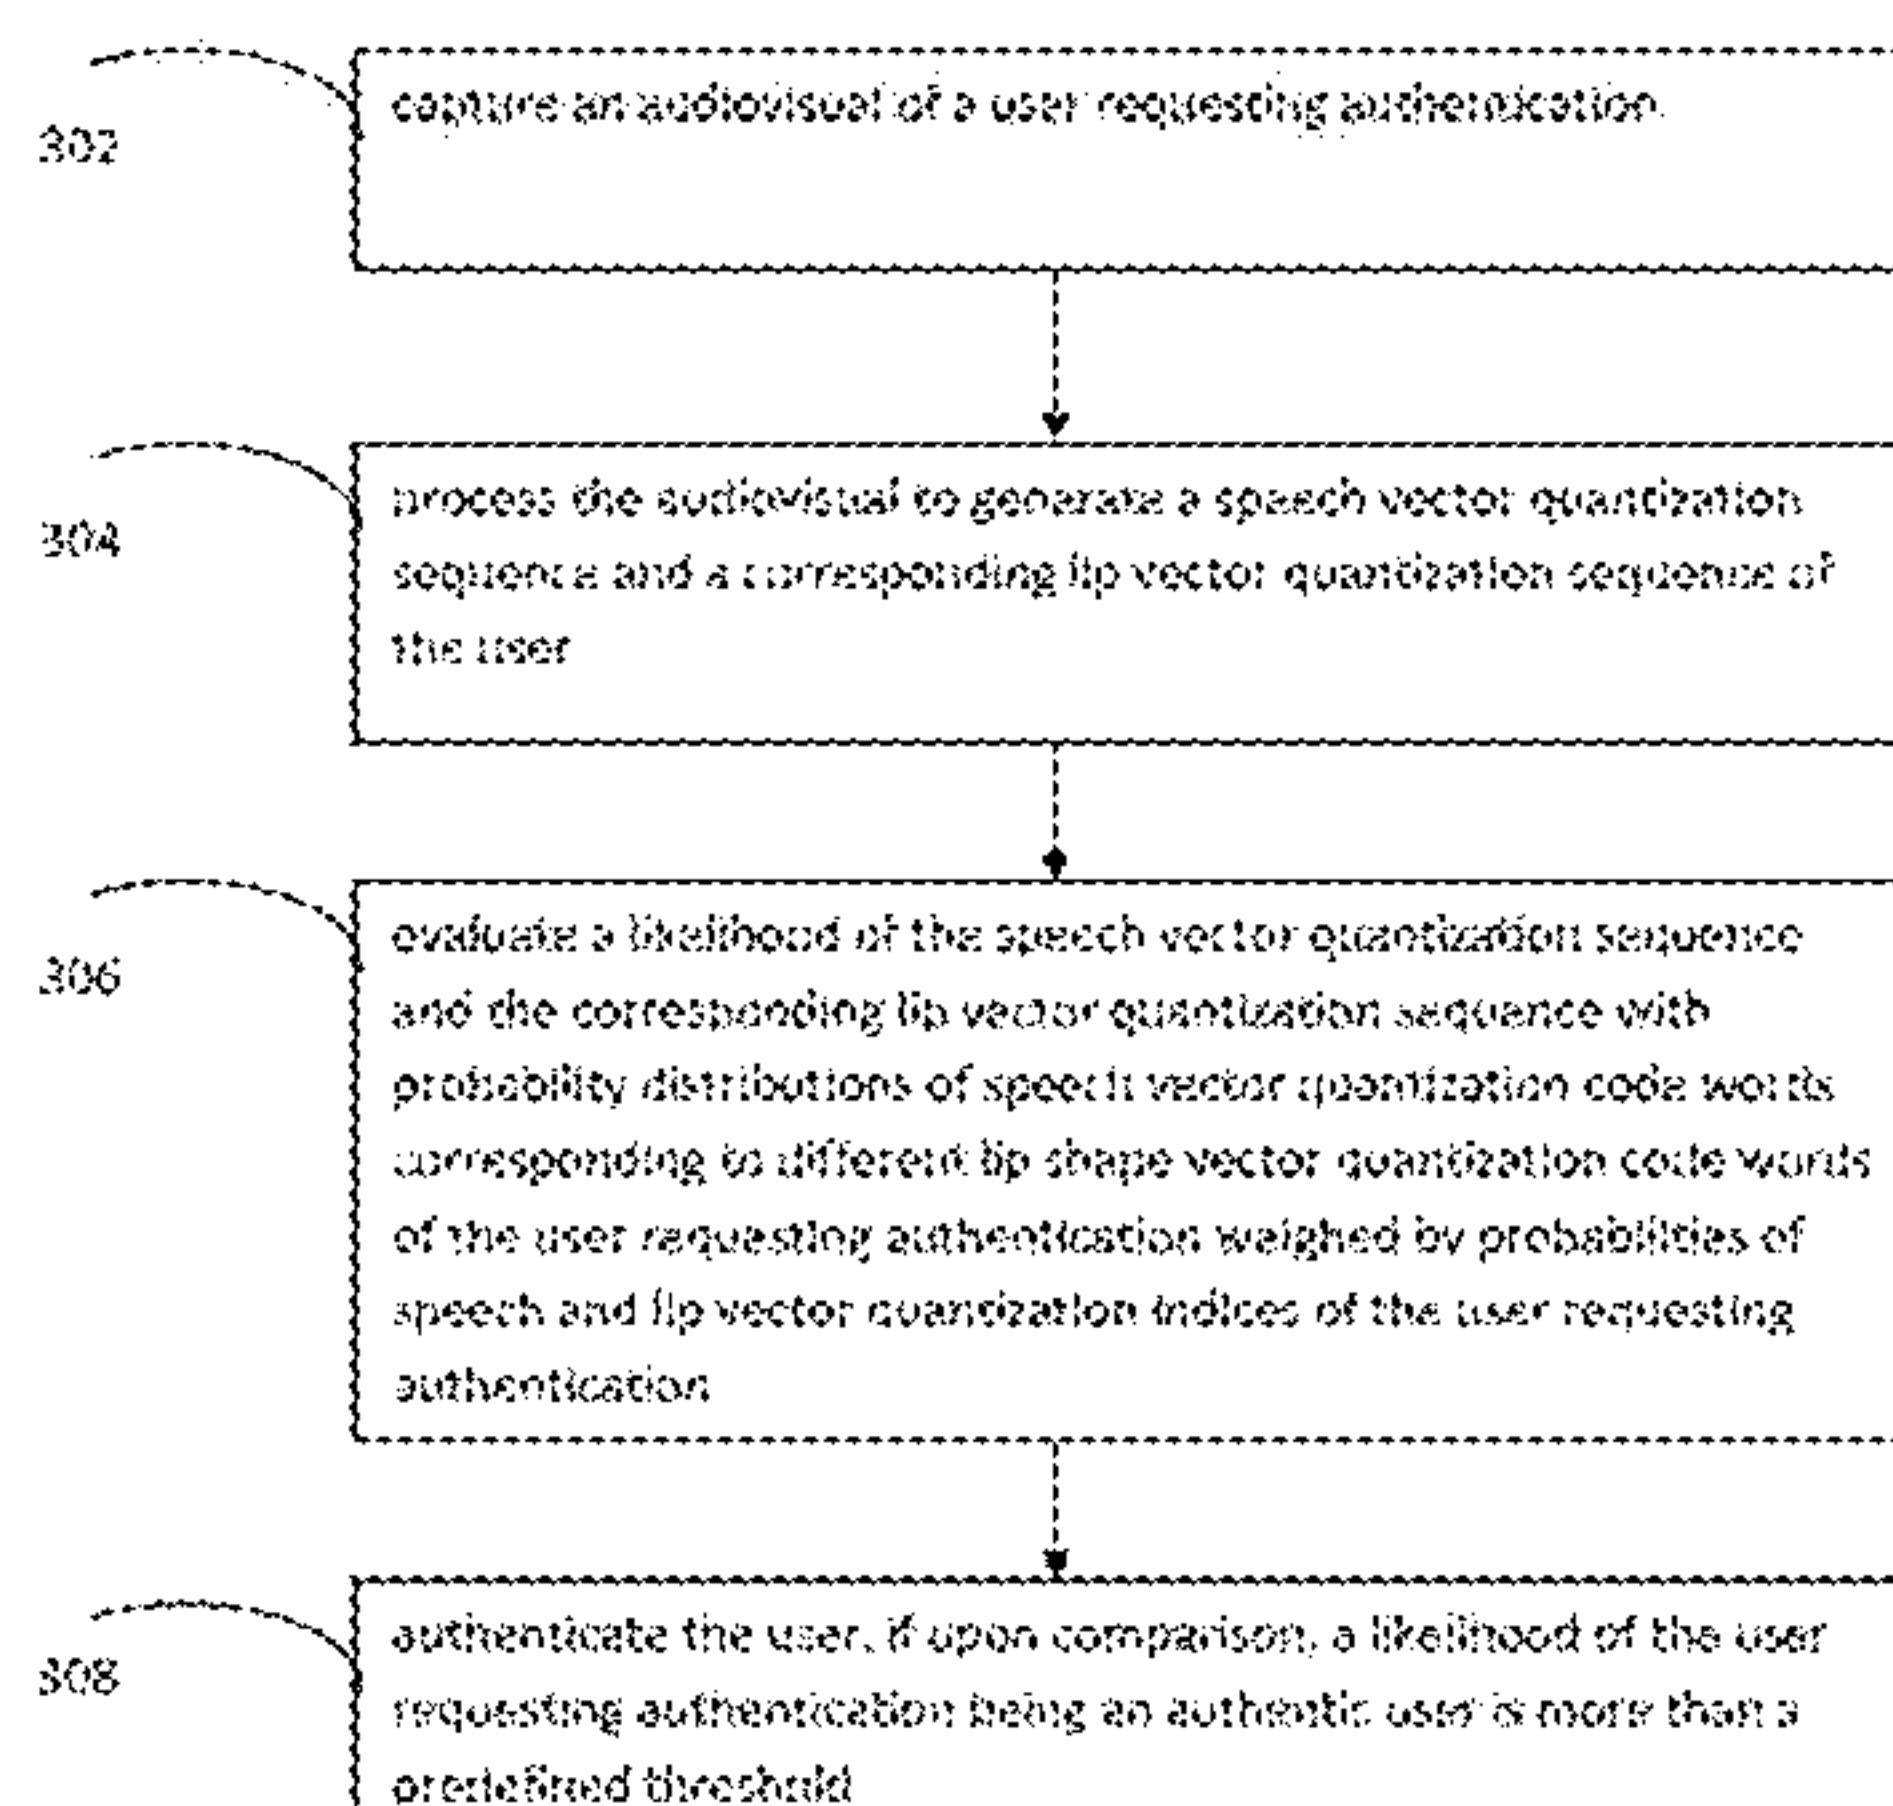 302
capture an audiovisual of a user requesting authentication
304
process the audiovisual to generate a speech vector quantization
sequence and a corresponding lip vector quantization sequence of
the user
306
evaluate a likelihood of the speech vector quantization sequence
and the corresponding lip vector quantization sequence with
probability distributions of speech vector quantization code words
corresponding to different lip shape vector quantization code words
of the user requesting authentication weighed by probabilities of
speech and lip vector quantization indices of the user requesting
authentication
308
authenticate the user, if upon comparison, a likelihood of the user
requesting authentication being an authentic user is more than a
predefined threshold